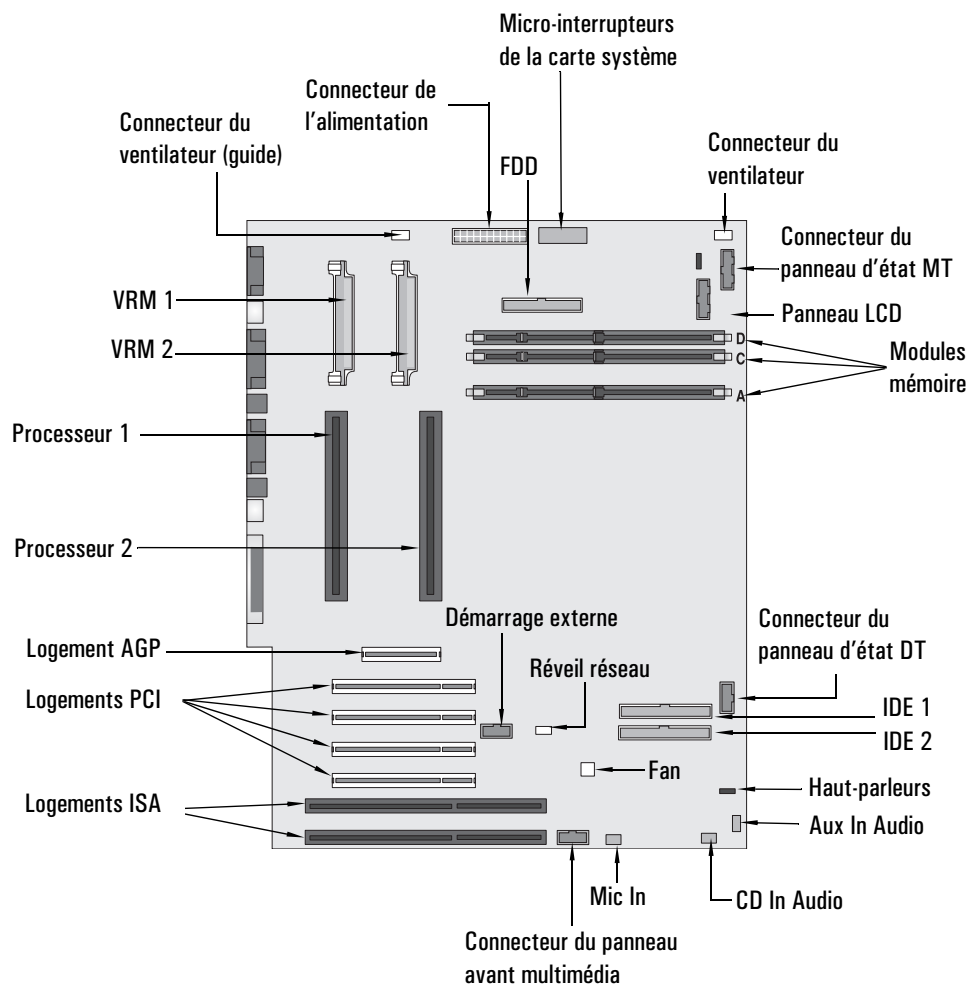 Micro-interrupteurs
de la carte système
Connecteur de
l'alimentation
Connecteur du
ventilateur (guide)
FDD
Connecteur du
ventilateur
Connecteur du
panneau d'état MT
VRM 1
Panneau LCD
VRM 2
D
C
A
Modules
mémoire
Processeur 1
Processeur 2
Démarrage externe
Connecteur du
panneau d'état DT
Logement AGP
Réveil réseau
Logements PCI
IDE 1
IDE 2
Fan
Haut-parleurs
Logements ISA
Aux In Audio
Mic In
CD In Audio
Connecteur du panneau
avant multimédia